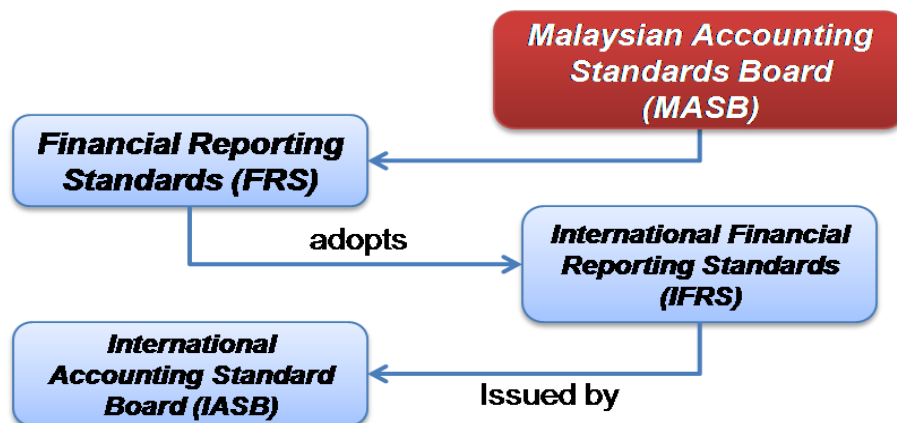 Malaysian Accounting
Standards Board
(MASB)
Financial Reporting
Standards (FRS)
adopts
International Financial
Reporting Standards
(IFRS)
International
Accounting Standard
Board (IASB)
Issued by